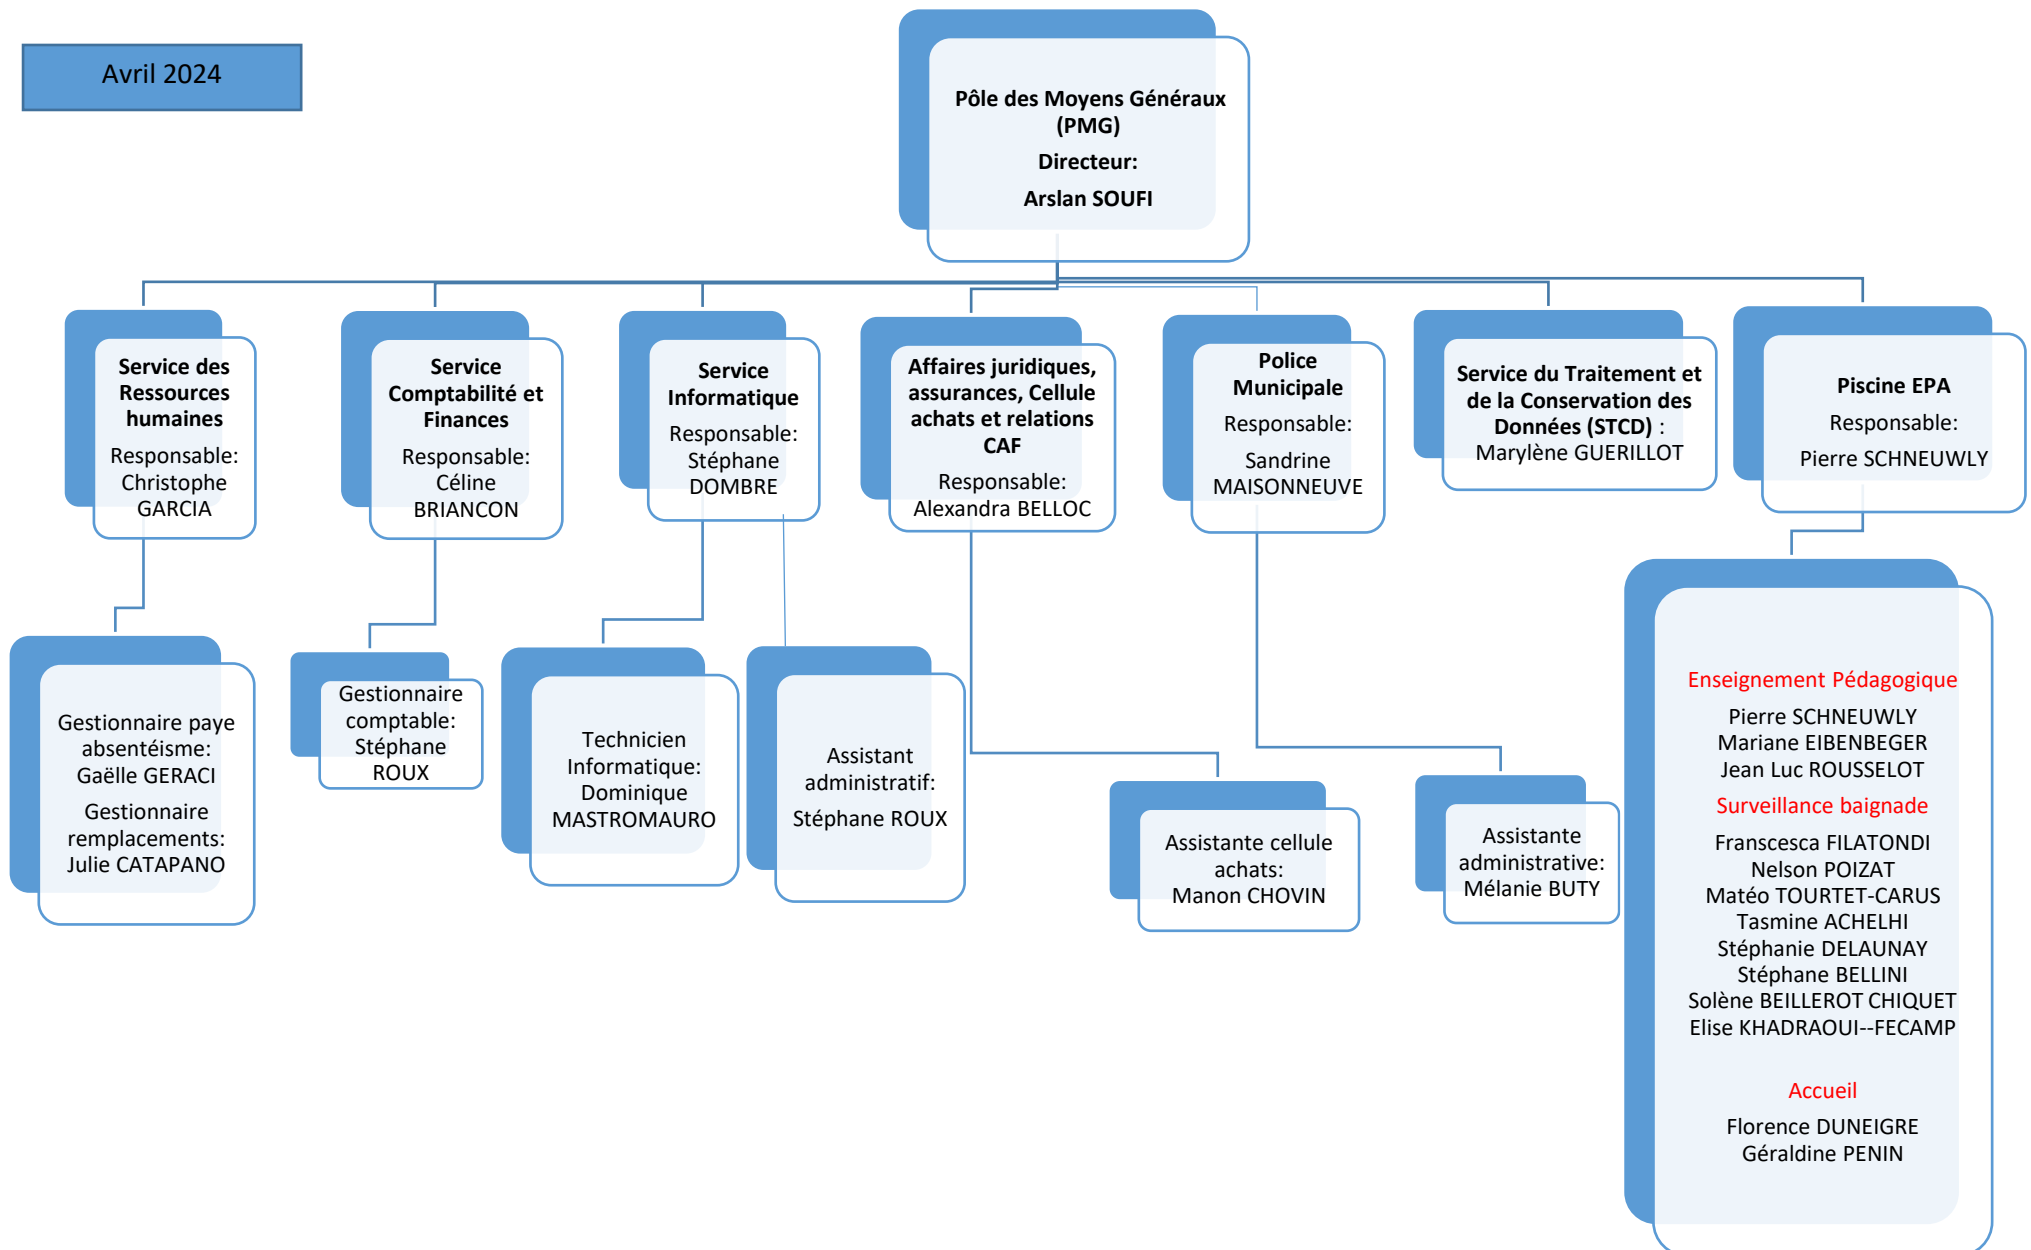 Avril 2024
Pôle des Moyens Généraux
(PMG)
Directeur:
Arslan SOUFI
Service des
Ressources
humaines
Responsable:
Christophe
GARCIA
Service
Comptabilité et
Finances
Responsable:
Céline
BRIANCON
Service
Informatique
Responsable:
Stéphane
DOMBRE
Affaires juridiques,
assurances, Cellule
achats et relations
CAF
Responsable:
Alexandra BELLOC
Police
Municipale
Responsable:
Sandrine
MAISONNEUVE
Service du Traitement et
de la Conservation des
Données (STCD) :
Marylène GUERILLOT
Piscine EPA
Responsable:
Pierre SCHNEUWLY
Gestionnaire paye
absentéisme:
Gaëlle GERACI
Gestionnaire
remplacements:
Julie CATAPANO
Gestionnaire
comptable:
Stéphane
ROUX
Technicien
Informatique:
Dominique
MASTROMAURO
Assistant
administratif:
Stéphane ROUX
Assistante cellule
achats:
Manon CHOVIN
Assistante
administrative:
Mélanie BUTY
Enseignement Pédagogique
Pierre SCHNEUWLY
Mariane EIBENBEGER
Jean Luc ROUSSELOT
Surveillance baignade
Franscesca FILATONDI
Nelson POIZAT
Matéo TOURTET-CARUS
Tasmine ACHELHI
Stéphanie DELAUNAY
Stéphane BELLINI
Solène BEILLEROT CHIQUET
Elise KHADRAOUI--FECAMP
Accueil
Florence DUNEIGRE
Géraldine PENIN